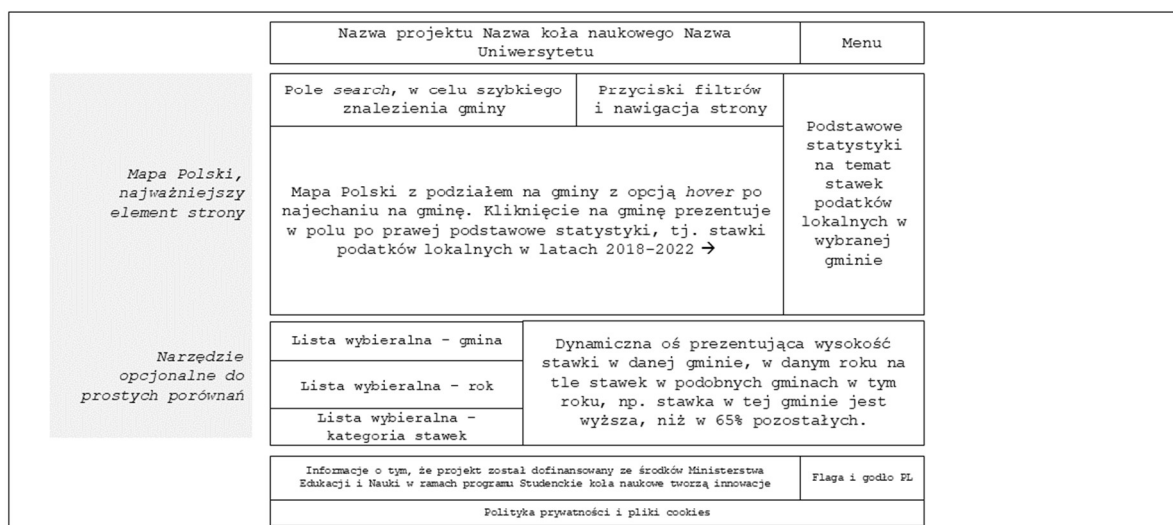 Nazwa projektu Nazwa koła naukowego Nazwa
Uniwersytetu
Menu
Pole search, w celu szybkiego
znalezienia gminy
Przyciski filtrów
i nawigacja strony
Podstawowe
statystyki
na temat
stawek
podatków
lokalnych w
wybranej
gminie
Mapa Polski,
najważniejszy
element strony
Mapa Polski z podziałem na gminy z opcją hover po
najechaniu na gminę. Kliknięcie na gminę prezentuje
w polu po prawej podstawowe statystyki, tj. stawki
podatków lokalnych w latach 2018-2022 →
Narzędzie
opcjonalne do
prostych porównań
Lista wybieralna - gmina
Lista wybieralna - rok
Lista wybieralna -
kategoria stawek
Dynamiczna oś prezentująca wysokość
stawki w danej gminie, w danym roku na
tle stawek w podobnych gminach w tym
roku, np. stawka w tej gminie jest
wyższa, niż w 65% pozostałych.
Informacje o tym, że projekt został dofinansowany ze środków Ministerstwa
Edukacji i Nauki w ramach programu Studenckie koła naukowe tworzą innowacje
Flaga i godło PL
Polityka prywatności i pliki cookies